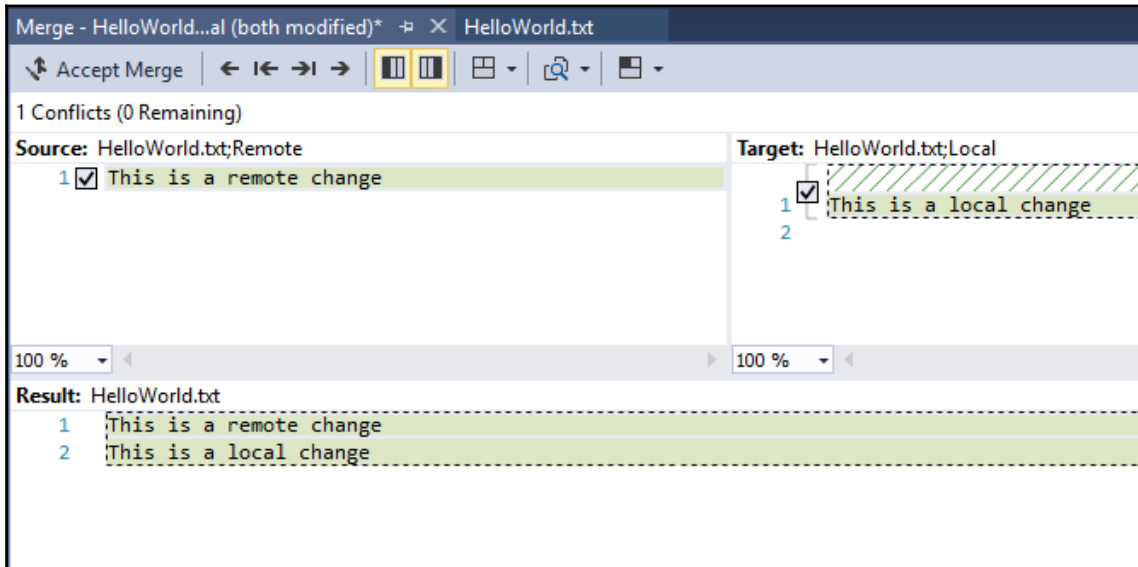 Merge - HelloWorld...al (both modified)* HelloWorld.txt
Accept Merge
1 Conflicts (0 Remaining)
Source: HelloWorld.txt;Remote
1 This is a remote change
Target: HelloWorld.txt;Local
1 This is a local change
2
100 %
100 %
Result: HelloWorld.txt
1 This is a remote change
2 This is a local change